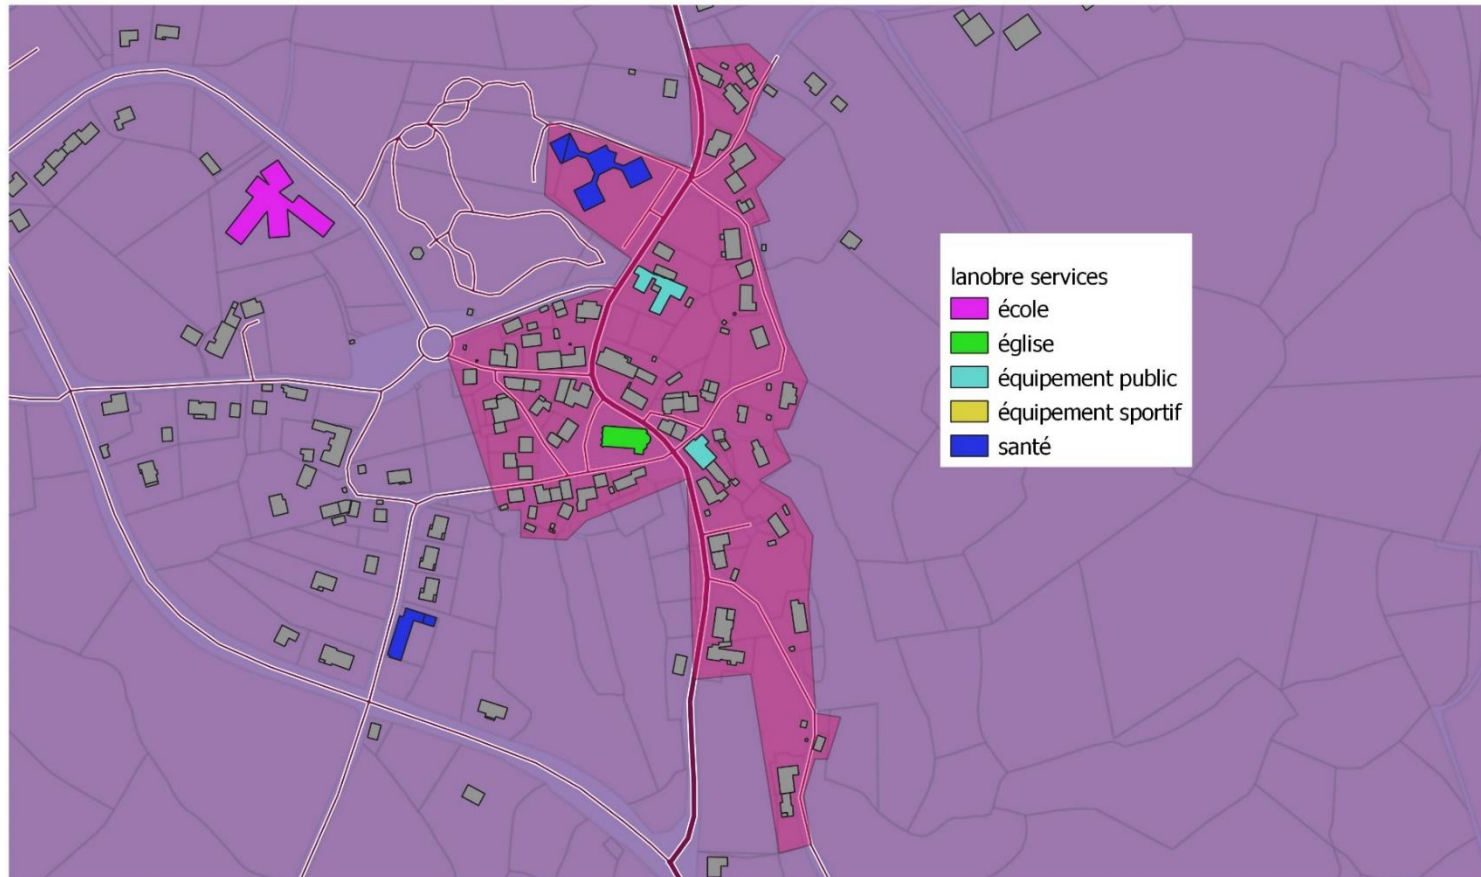 lanobre services
école
église
équipement public
équipement sportif
santé